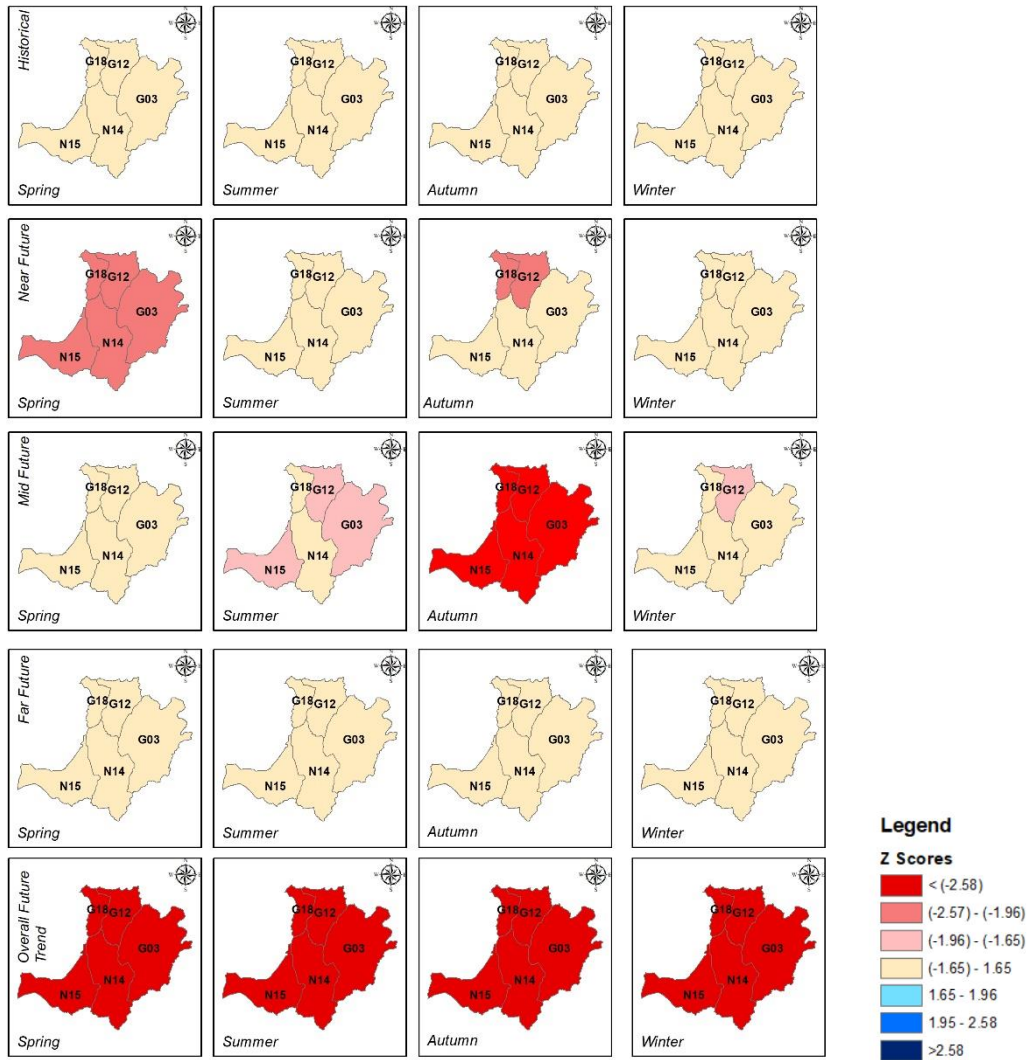 Historical
G18 G12
G03
N14
N15
Spring
G18 G12
G03
N14
N15
Summer
G18 G12
G03
N14
N15
Autumn
G18 G12
G03
N14
N15
Winter
Near Future
G18 G12
G03
N14
N15
Spring
G18 G12
G03
N14
N15
Summer
G18 G12
G03
N14
N15
Autumn
G18 G12
G03
N14
N15
Winter
Mid Future
G18 G12
G03
N14
N15
Spring
G18 G12
G03
N14
N15
Summer
G18 G12
G03
N14
N15
Autumn
G18 G12
G03
N14
N15
Winter
Far Future
G18 G12
G03
N14
N15
Spring
G18 G12
G03
N14
N15
Summer
G18 G12
G03
N14
N15
Autumn
G18 G12
G03
N14
N15
Winter
Overall Future
Trend
G18 G12
G03
N14
N15
Spring
G18 G12
G03
N14
N15
Summer
G18 G12
G03
N14
N15
Autumn
G18 G12
G03
N14
N15
Winter
Legend
Z Scores
< (-2.58)
(-2.57) - (-1.96)
(-1.96) - (-1.65)
(-1.65) - 1.65
1.65 - 1.96
1.95 - 2.58
>2.58